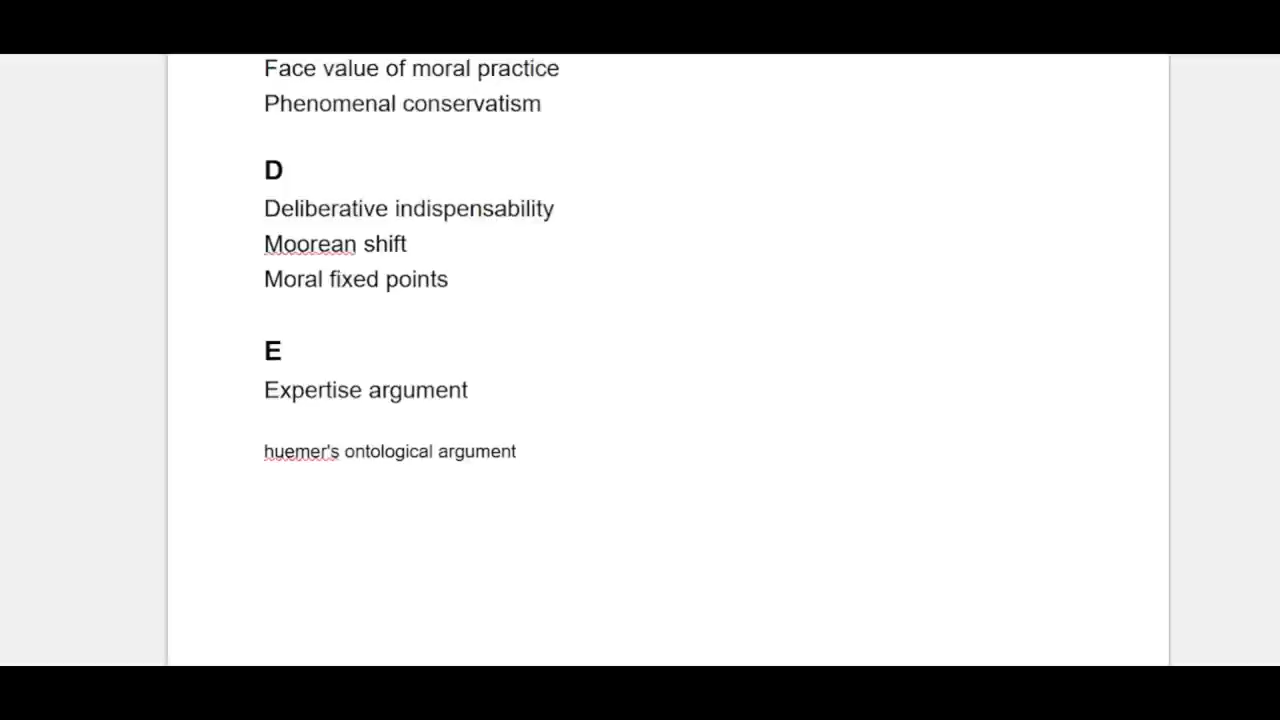 Face value of moral practice
Phenomenal conservatism
D
Deliberative indispensability
Moorean shift
Moral fixed points
E
Expertise argument
huemer's ontological argument